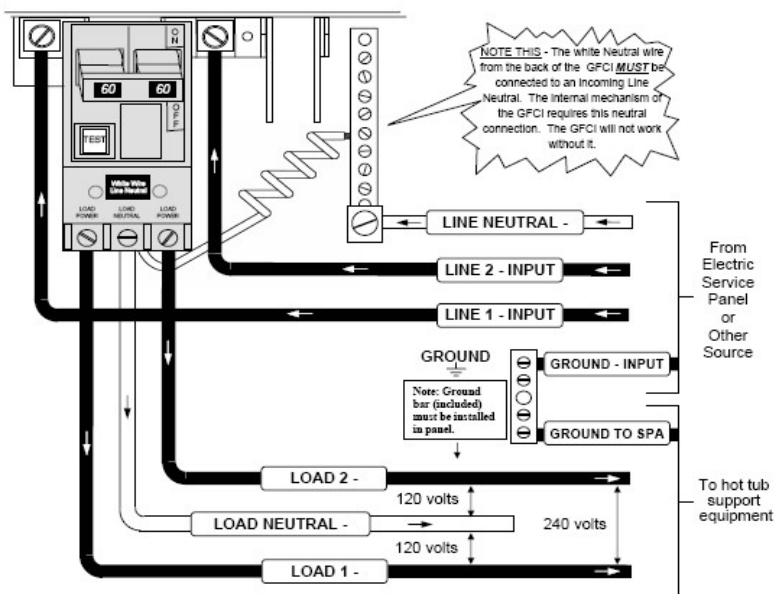 ON
OFF
60
60
TEST
White Wire
Line Neutral
LOAD
POWER
LOAD
NEUTRAL
LOAD
POWER
NOTE THIS - The white Neutral wire
from the back of the GFCI MUST be
connected to an Incoming Line
Neutral. The internal mechanism of
the GFCI requires this neutral
connection. The GFCI will not work
without it.
LINE NEUTRAL -
LINE 2 - INPUT
LINE 1 - INPUT
From
Electric
Service
Panel
or
Other
Source
GROUND
GROUND - INPUT
Note: Ground
bar (included)
must be installed
in panel.
GROUND TO SPA
LOAD 2 -
120 volts
LOAD NEUTRAL -
240 volts
120 volts
LOAD 1 -
To hot tub
support
equipment